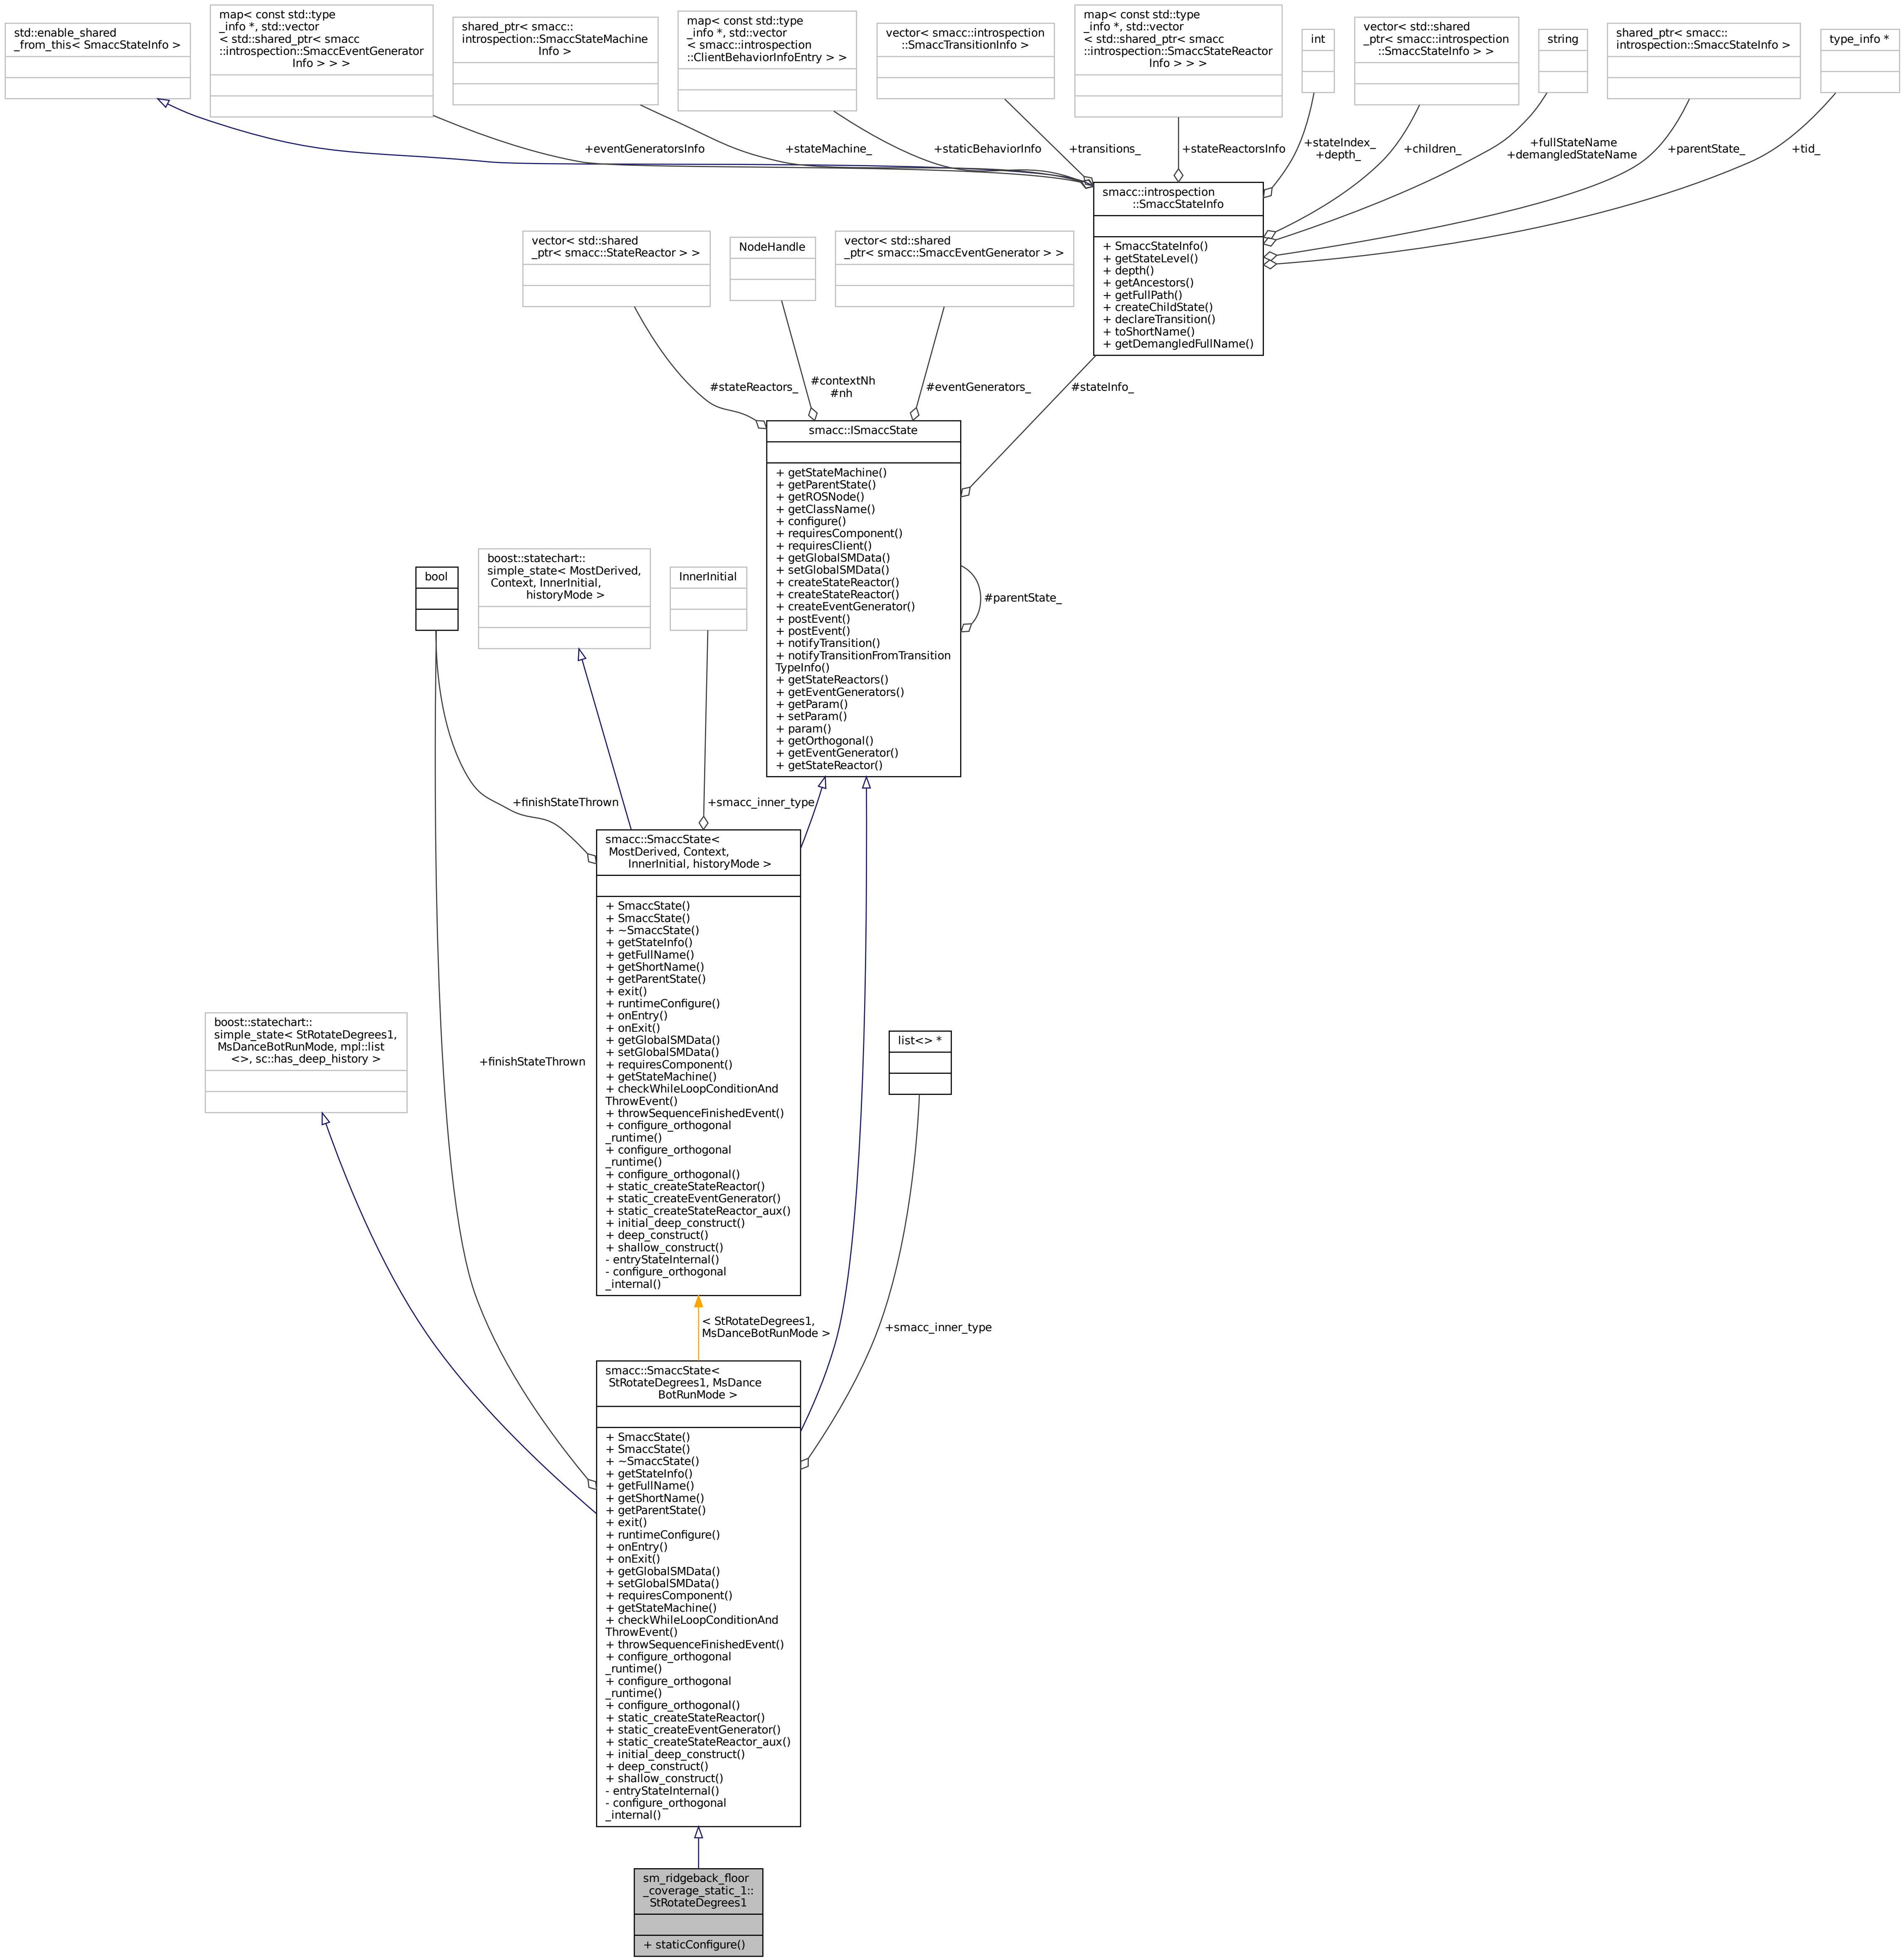 std::enable_shared
_from_this< SmaccStateInfo >
map< const std::type
_info *, std::vector
< std::shared_ptr< smacc
::introspection::SmaccEventGenerator
Info > > >
shared_ptr< smacc::
introspection::SmaccStateMachine
Info >
map< const std::type
_info *, std::vector
< smacc::introspection
::ClientBehaviorInfoEntry > >
vector< smacc::introspection
::SmaccTransitionInfo >
map< const std::type
_info *, std::vector
< std::shared_ptr< smacc
::introspection::SmaccStateReactor
Info > > >
int
vector< std::shared
_ptr< smacc::introspection
::SmaccStateInfo > >
string
shared_ptr< smacc::
introspection::SmaccStateInfo >
type_info *
+eventGeneratorsInfo
+stateMachine_
+staticBehaviorInfo
+transitions_
+stateReactorsInfo
+stateIndex_
+depth_
+children_
+fullStateName
+demangledStateName
+parentState_
+tid_
smacc::introspection
::SmaccStateInfo
+ SmaccStateInfo()
+ getStateLevel()
+ depth()
+ getAncestors()
+ getFullPath()
+ createChildState()
+ declareTransition()
+ toShortName()
+ getDemangledFullName()
vector< std::shared
_ptr< smacc::StateReactor > >
NodeHandle
vector< std::shared
_ptr< smacc::SmaccEventGenerator > >
#stateReactors_
#contextNh
#nh
#eventGenerators_
#stateInfo_
smacc::ISmaccState
+ getStateMachine()
+ getParentState()
+ getROSNode()
+ getClassName()
+ configure()
+ requiresComponent()
+ requiresClient()
+ getGlobalSMData()
+ setGlobalSMData()
+ createStateReactor()
+ createStateReactor()
+ createEventGenerator()
+ postEvent()
+ postEvent()
+ notifyTransition()
+ notifyTransitionFromTransition
TypeInfo()
+ getStateReactors()
+ getEventGenerators()
+ getParam()
+ setParam()
+ param()
+ getOrthogonal()
+ getEventGenerator()
+ getStateReactor()
#parentState_
bool
boost::statechart::
simple_state< MostDerived,
Context, InnerInitial,
historyMode >
InnerInitial
+finishStateThrown
+smacc_inner_type
smacc::SmaccState<
MostDerived, Context,
InnerInitial, historyMode >
+ SmaccState()
+ SmaccState()
+ ~SmaccState()
+ getStateInfo()
+ getFullName()
+ getShortName()
+ getParentState()
+ exit()
+ runtimeConfigure()
+ onEntry()
+ onExit()
+ getGlobalSMData()
+ setGlobalSMData()
+ requiresComponent()
+ getStateMachine()
+ checkWhileLoopConditionAnd
ThrowEvent()
+ throwSequenceFinishedEvent()
+ configure_orthogonal
_runtime()
+ configure_orthogonal
_runtime()
+ configure_orthogonal()
+ static_createStateReactor()
+ static_createEventGenerator()
+ static_createStateReactor_aux()
+ initial_deep_construct()
+ deep_construct()
+ shallow_construct()
- entryStateInternal()
- configure_orthogonal
_internal()
boost::statechart::
simple_state< StRotateDegrees1,
MsDanceBotRunMode, mpl::list
<>, sc::has_deep_history >
+finishStateThrown
list<> *
< StRotateDegrees1,
MsDanceBotRunMode >
+smacc_inner_type
smacc::SmaccState<
StRotateDegrees1, MsDance
BotRunMode >
+ SmaccState()
+ SmaccState()
+ ~SmaccState()
+ getStateInfo()
+ getFullName()
+ getShortName()
+ getParentState()
+ exit()
+ runtimeConfigure()
+ onEntry()
+ onExit()
+ getGlobalSMData()
+ setGlobalSMData()
+ requiresComponent()
+ getStateMachine()
+ checkWhileLoopConditionAnd
ThrowEvent()
+ throwSequenceFinishedEvent()
+ configure_orthogonal
_runtime()
+ configure_orthogonal
_runtime()
+ configure_orthogonal()
+ static_createStateReactor()
+ static_createEventGenerator()
+ static_createStateReactor_aux()
+ initial_deep_construct()
+ deep_construct()
+ shallow_construct()
- entryStateInternal()
- configure_orthogonal
_internal()
sm_ridgeback_floor
_coverage_static_1::
StRotateDegrees1
+ staticConfigure()